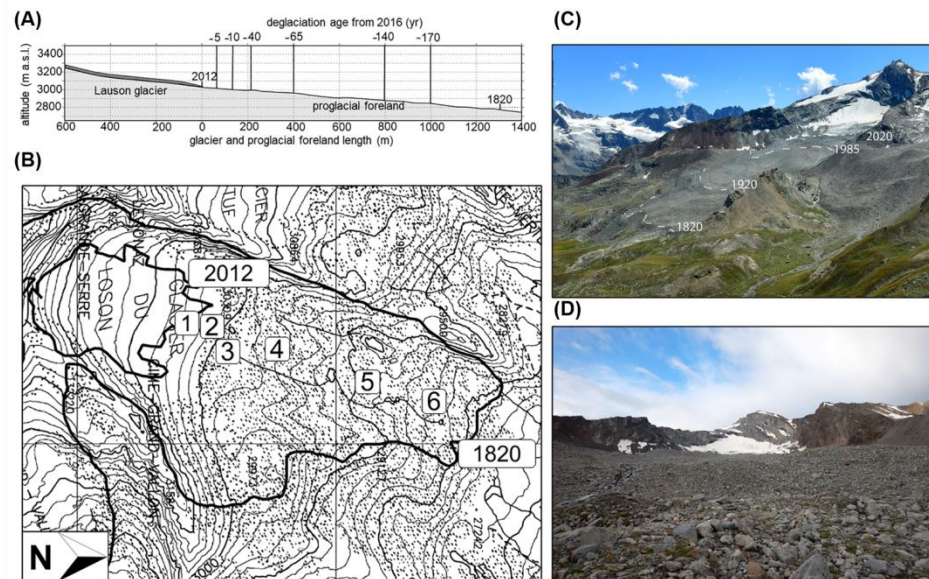 (A)
deglaciation age from 2016 (yr)
-5 -10 -40 -65 -140 -170
3400
3200
3000
2800
altitude (m a.s.l.)
2012
Lauson glacier
proglacial foreland
1820
600 400 200 0 200 400 600 800 1000 1200 1400
glacier and proglacial foreland length (m)
(B)
GRANDE SERRE
LOSON
DU
2012
1
2
3
4
5
6
1820
N
(C)
2020
1985
1920
1820
(D)